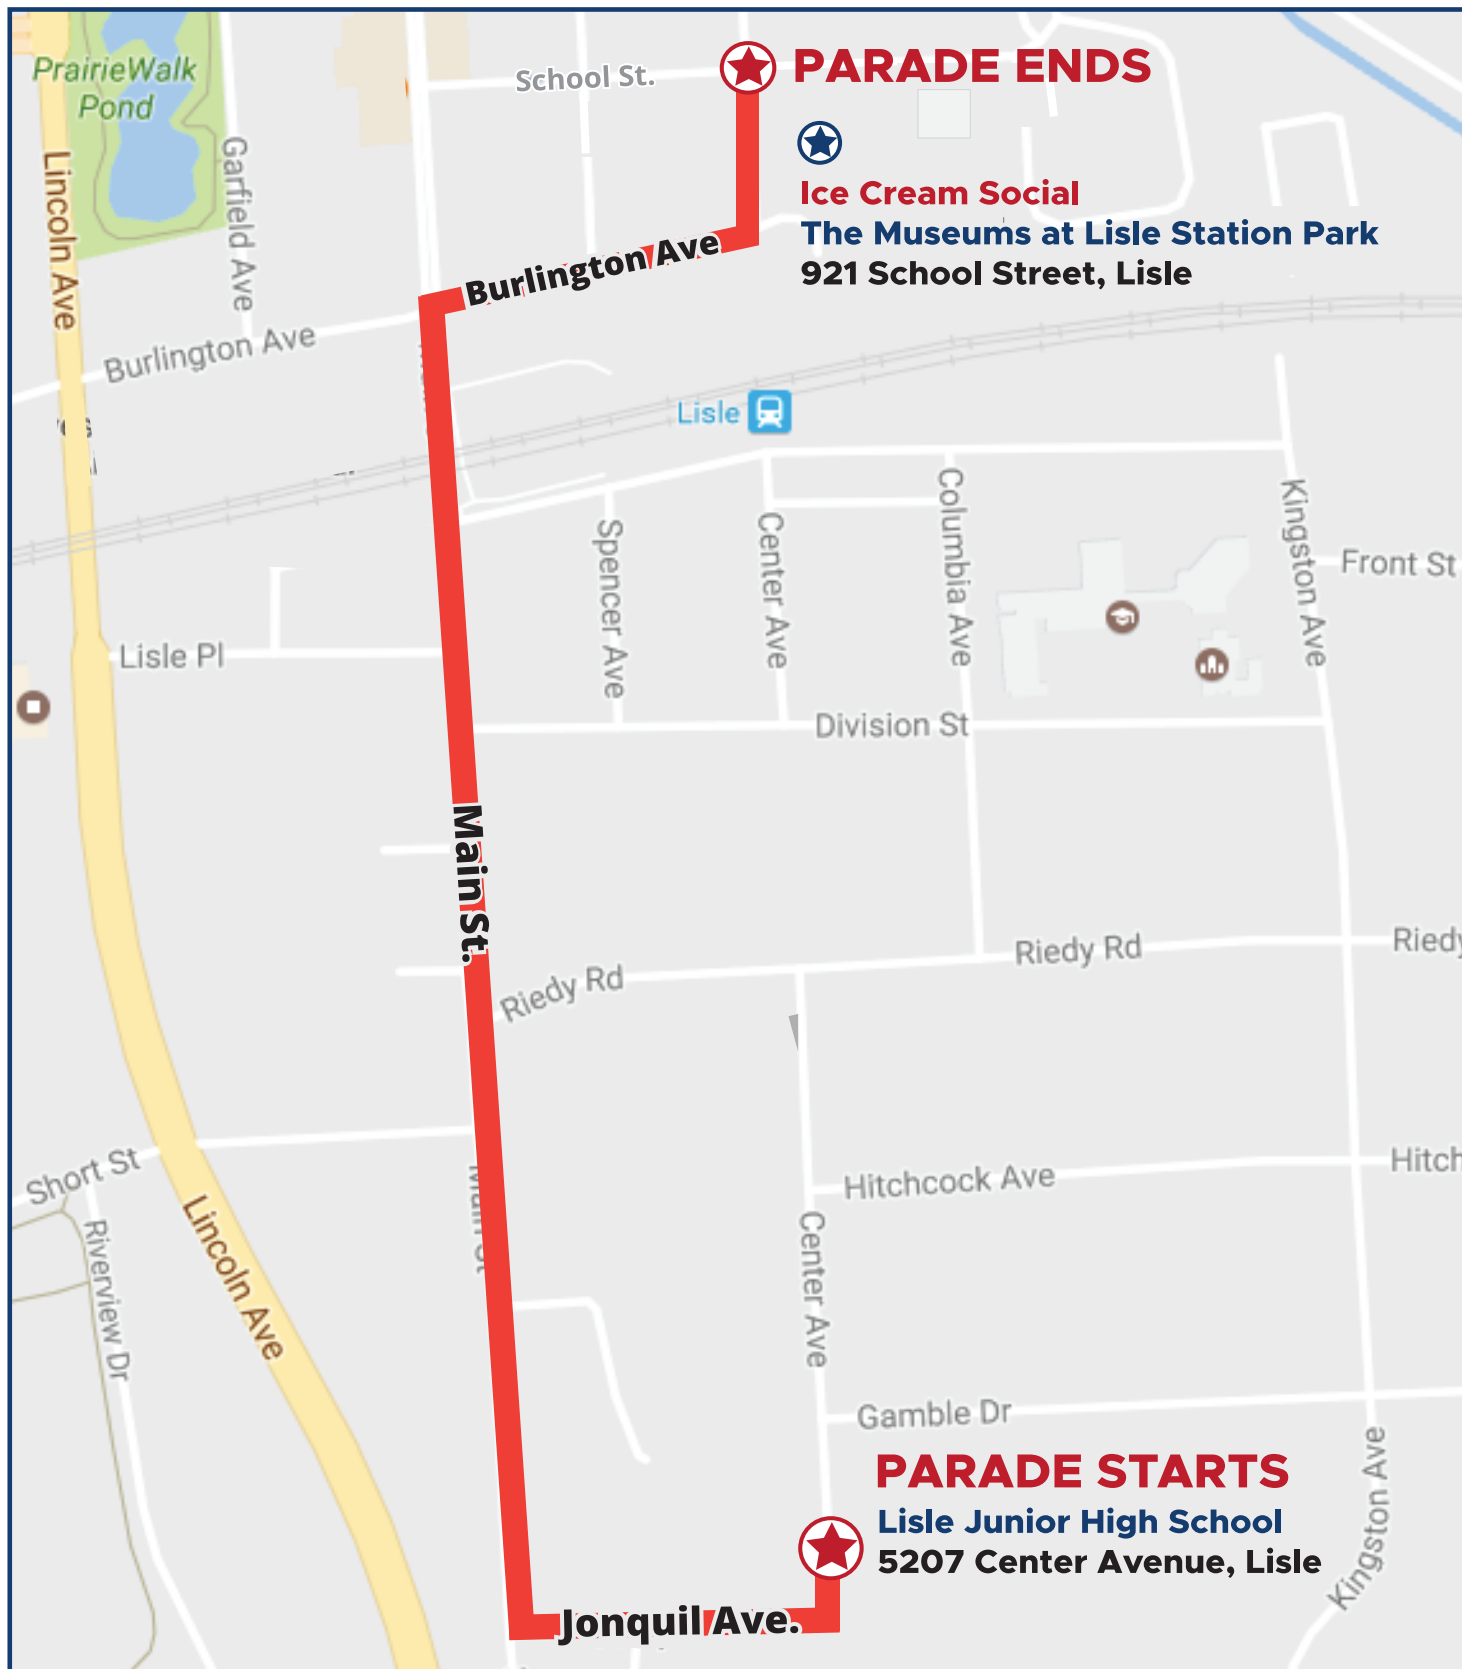 PrairieWalk
Pond
School St.
PARADE ENDS
Lincoln Ave
Garfield Ave
Ice Cream Social
The Museums at Lisle Station Park
921 School Street, Lisle
Burlington Ave
Burlington Ave
Lisle
Spencer Ave
Center Ave
Columbia Ave
Kingston Ave
Front St
Lisle Pl
Division St
Main St.
Riedy Rd
Riedy Rd
Riedy
Short St
Main St
Hitchcock Ave
Hitch
Riverview Dr
Lincoln Ave
Center Ave
Gamble Dr
Kingston Ave
PARADE STARTS
Lisle Junior High School
5207 Center Avenue, Lisle
Jonquil Ave.